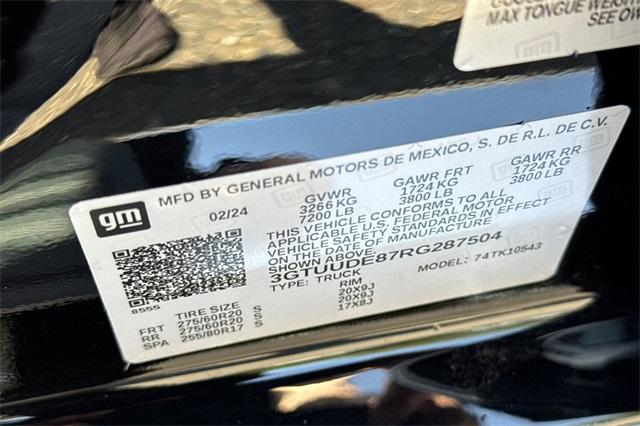 MAX TONGUE WEIGHT
SEE OW
MFD BY GENERAL MOTORS DE MEXICO, S. DE R.L. DE C.V.
gm
02/24 GVWR GAWR FRT GAWR RR
3266 KG 1724 KG 1724 KG
7200 LB 3800 LB 3800 LB
THIS VEHICLE CONFORMS TO ALL
APPLICABLE U.S. FEDERAL MOTOR
VEHICLE SAFETY STANDARDS IN EFFECT
ON THE DATE OF MANUFACTURE
SHOWN ABOVE
3GTUUDE87RG287504
TYPE: TRUCK MODEL: 74TK10543
8555
TIRE SIZE RIM
FRT 275/60R20 S 20X9J
RR 275/60R20 S 20X9J
SPA 255/80R17 S 17X8J